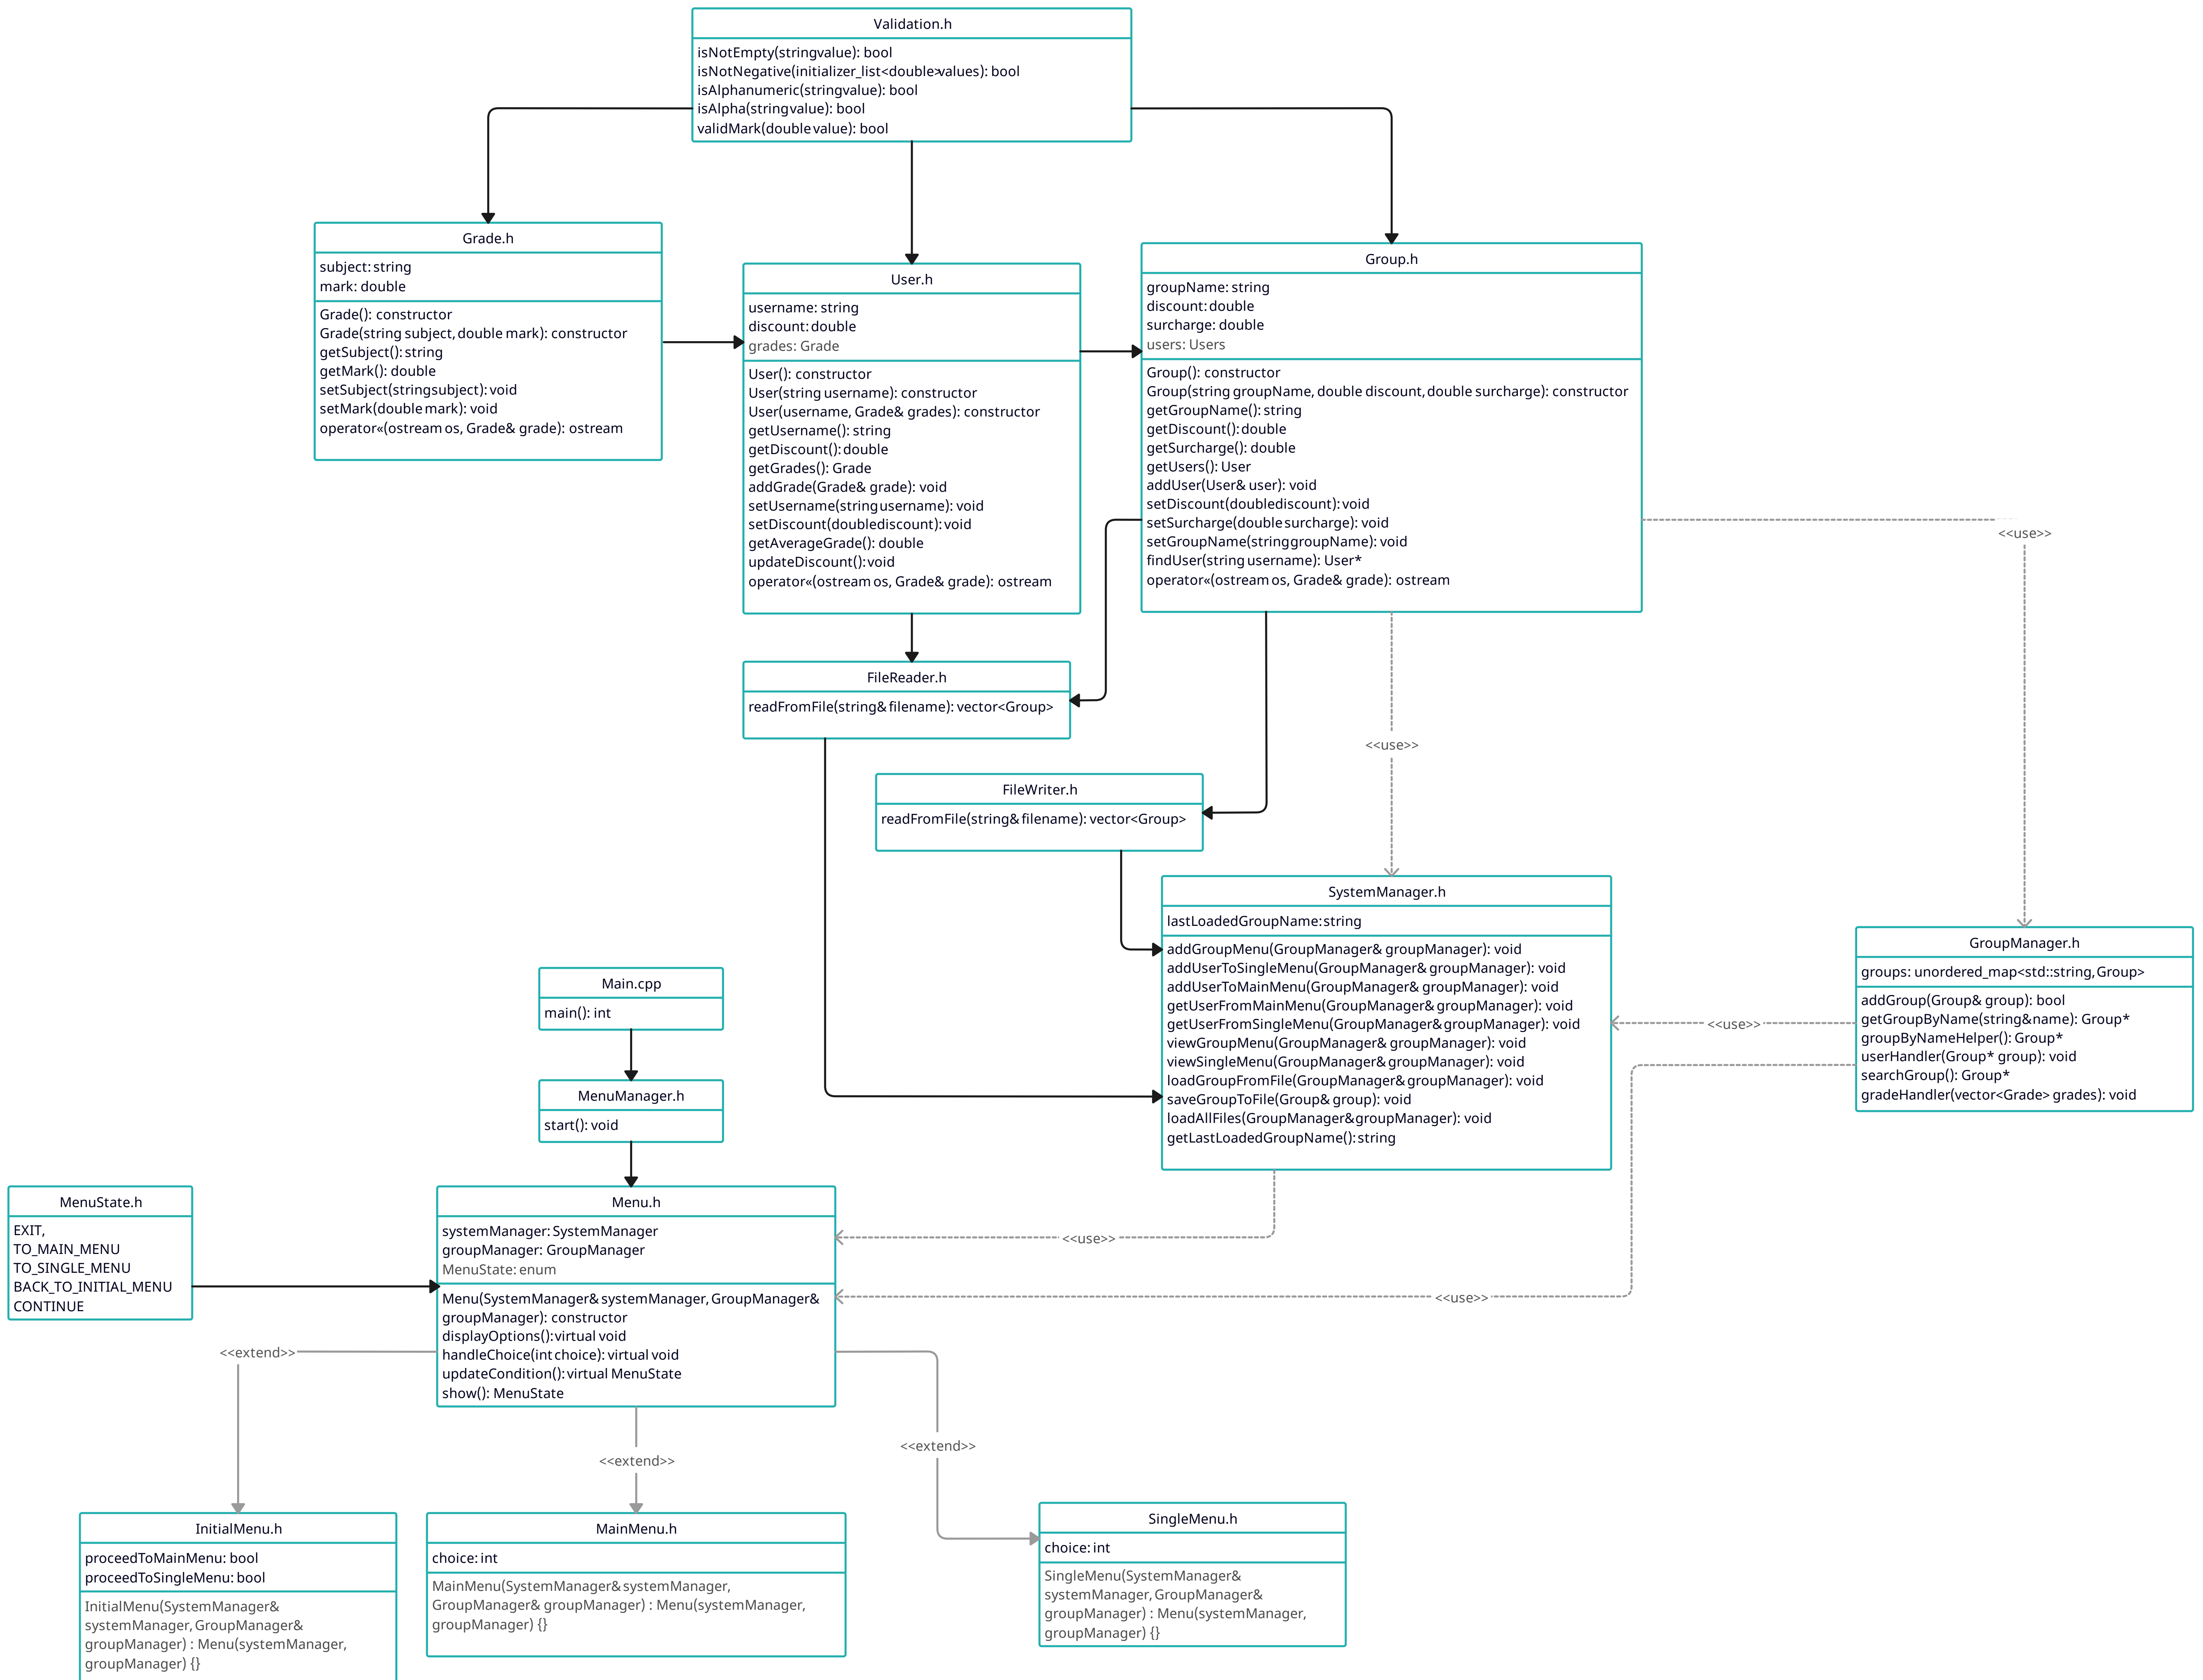 Validation.h
isNotEmpty(stringvalue): bool
isNotNegative(initializer_list<double>values): bool
isAlphanumeric(stringvalue): bool
isAlpha(string value): bool
validMark(double value): bool
Grade.h
subject: string
mark: double
Grade(): constructor
Grade(string subject, double mark): constructor
getSubject(): string
getMark(): double
setSubject(stringsubject): void
setMark(double mark): void
operator<<(ostream os, Grade& grade): ostream
User.h
username: string
discount: double
grades: Grade
User(): constructor
User(string username): constructor
User(username, Grade& grades): constructor
getUsername(): string
getDiscount(): double
getGrades(): Grade
addGrade(Grade& grade): void
setUsername(string username): void
setDiscount(doublediscount): void
getAverageGrade(): double
updateDiscount(): void
operator<<(ostream os, Grade& grade): ostream
Group.h
groupName: string
discount: double
surcharge: double
users: Users
Group(): constructor
Group(string groupName, double discount, double surcharge): constructor
getGroupName(): string
getDiscount(): double
getSurcharge(): double
getUsers(): User
addUser(User& user): void
setDiscount(doublediscount): void
setSurcharge(double surcharge): void
setGroupName(stringgroupName): void
findUser(string username): User*
operator<<(ostream os, Grade& grade): ostream
<<use>>
FileReader.h
readFromFile(string& filename): vector<Group>
<<use>>
FileWriter.h
readFromFile(string& filename): vector<Group>
SystemManager.h
lastLoadedGroupName: string
addGroupMenu(GroupManager& groupManager): void
addUserToSingleMenu(GroupManager& groupManager): void
addUserToMainMenu(GroupManager& groupManager): void
getUserFromMainMenu(GroupManager& groupManager): void
getUserFromSingleMenu(GroupManager& groupManager): void
viewGroupMenu(GroupManager& groupManager): void
viewSingleMenu(GroupManager& groupManager): void
loadGroupFromFile(GroupManager& groupManager): void
saveGroupToFile(Group& group): void
loadAllFiles(GroupManager& groupManager): void
getLastLoadedGroupName(): string
<<use>>
GroupManager.h
groups: unordered_map<std::string, Group>
addGroup(Group& group): bool
getGroupByName(string&name): Group*
groupByNameHelper(): Group*
userHandler(Group* group): void
searchGroup(): Group*
gradeHandler(vector<Grade> grades): void
Main.cpp
main(): int
MenuManager.h
start(): void
MenuState.h
EXIT,
TO_MAIN_MENU
TO_SINGLE_MENU
BACK_TO_INITIAL_MENU
CONTINUE
Menu.h
systemManager: SystemManager
groupManager: GroupManager
MenuState: enum
Menu(SystemManager& systemManager, GroupManager&
groupManager): constructor
displayOptions(): virtual void
handleChoice(int choice): virtual void
updateCondition(): virtual MenuState
show(): MenuState
<<use>>
<<use>>
<<extend>>
<<extend>>
<<extend>>
InitialMenu.h
proceedToMainMenu: bool
proceedToSingleMenu: bool
InitialMenu(SystemManager&
systemManager, GroupManager&
groupManager) : Menu(systemManager,
groupManager) {}
MainMenu.h
choice: int
MainMenu(SystemManager& systemManager,
GroupManager& groupManager) : Menu(systemManager,
groupManager) {}
SingleMenu.h
choice: int
SingleMenu(SystemManager&
systemManager, GroupManager&
groupManager) : Menu(systemManager,
groupManager) {}